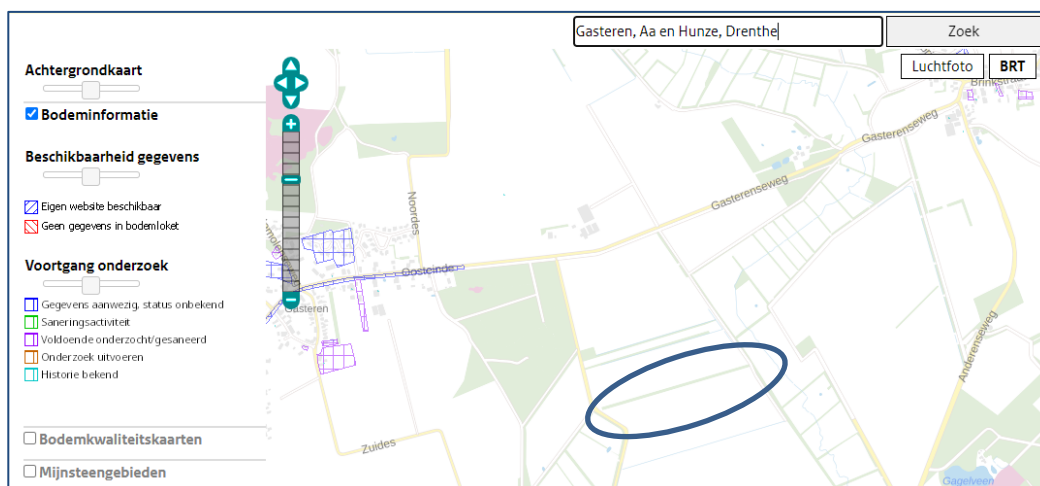 Gasteren, Aa en Hunze, Drenthe
Zoek
Luchtfoto
BRT
Achtergrondkaart
Bodeminformatie
Beschikbaarheid gegevens
Eigen website beschikbaar
Geen gegevens in bodemloket
Voortgang onderzoek
Gegevens aanwezig, status onbekend
Saneringsactiviteit
Voldoende onderzocht/gesaneerd
Onderzoek uitvoeren
Historie bekend
Bodemkwaliteitskaarten
Mijnsteengebieden
Brinkstraat
Gasterenseweg
Gasterenseweg
Noordes
Oosteinde
Gasteren
Zuides
Anderenseweg
Gagelveen